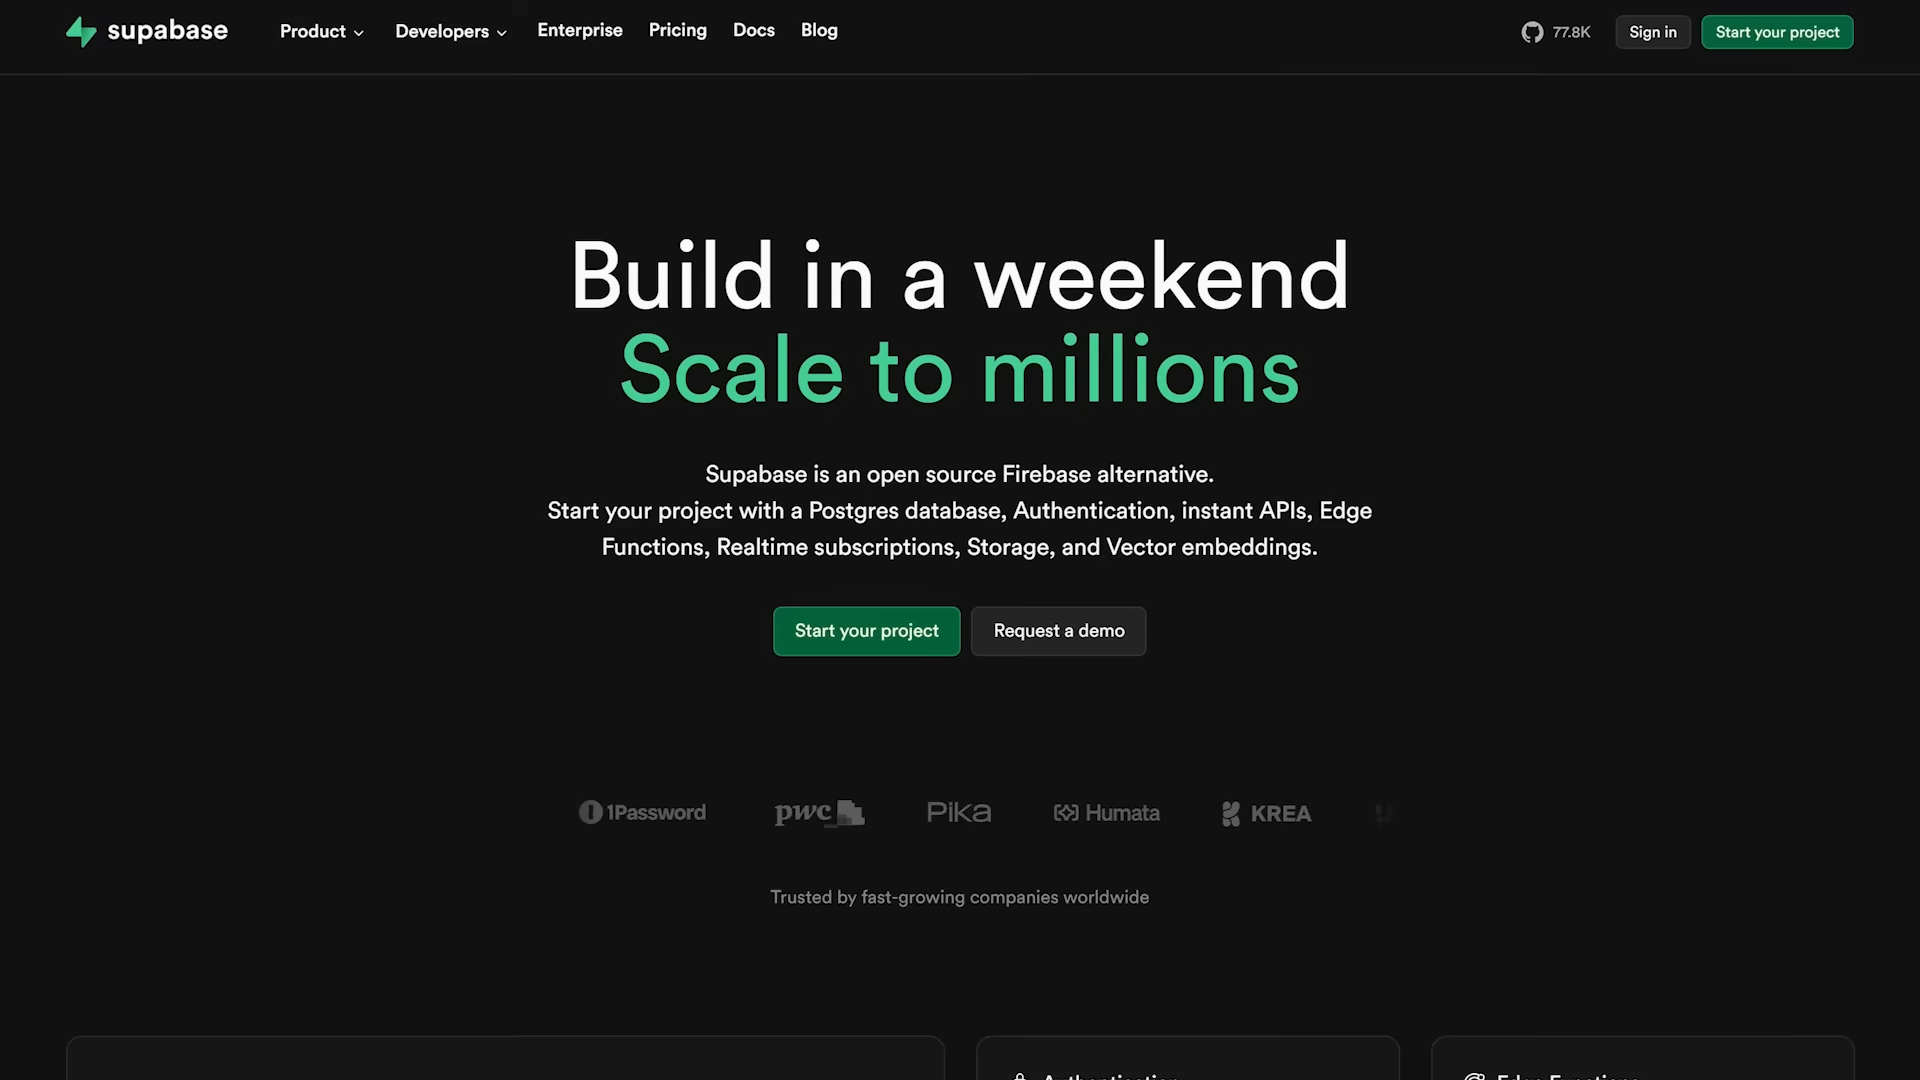 supabase
Product
Developers
Enterprise
Pricing
Docs
Blog
77.8K
Sign in
Start your project
Build in a weekend
Scale to millions
Supabase is an open source Firebase alternative.
Start your project with a Postgres database, Authentication, instant APIs, Edge
Functions, Realtime subscriptions, Storage, and Vector embeddings.
Start your project
Request a demo
1Password
pwc
Pika
Humata
KREA
Trusted by fast-growing companies worldwide
Authentication
Edge Functions